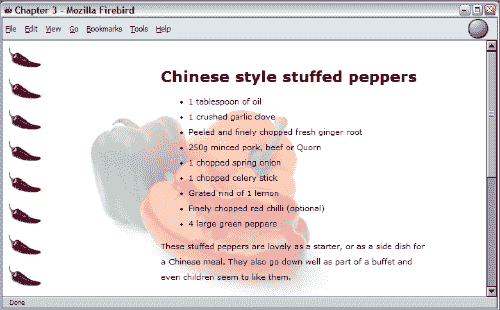 Chapter 3 - Mozilla Firebird
File Edit View Go Bookmarks Tools Help
Chinese style stuffed peppers
1 tablespoon of oil
1 crushed garlic clove
Peeled and finely chopped fresh ginger root
250g minced pork, beef or Quorn
1 chopped spring onion
1 chopped celery stick
Grated rind of 1 lemon
Finely chopped red chilli (optional)
4 large green peppers
These stuffed peppers are lovely as a starter, or as a side dish for
a Chinese meal. They also go down well as part of a buffet and
even children seem to like them.
Done